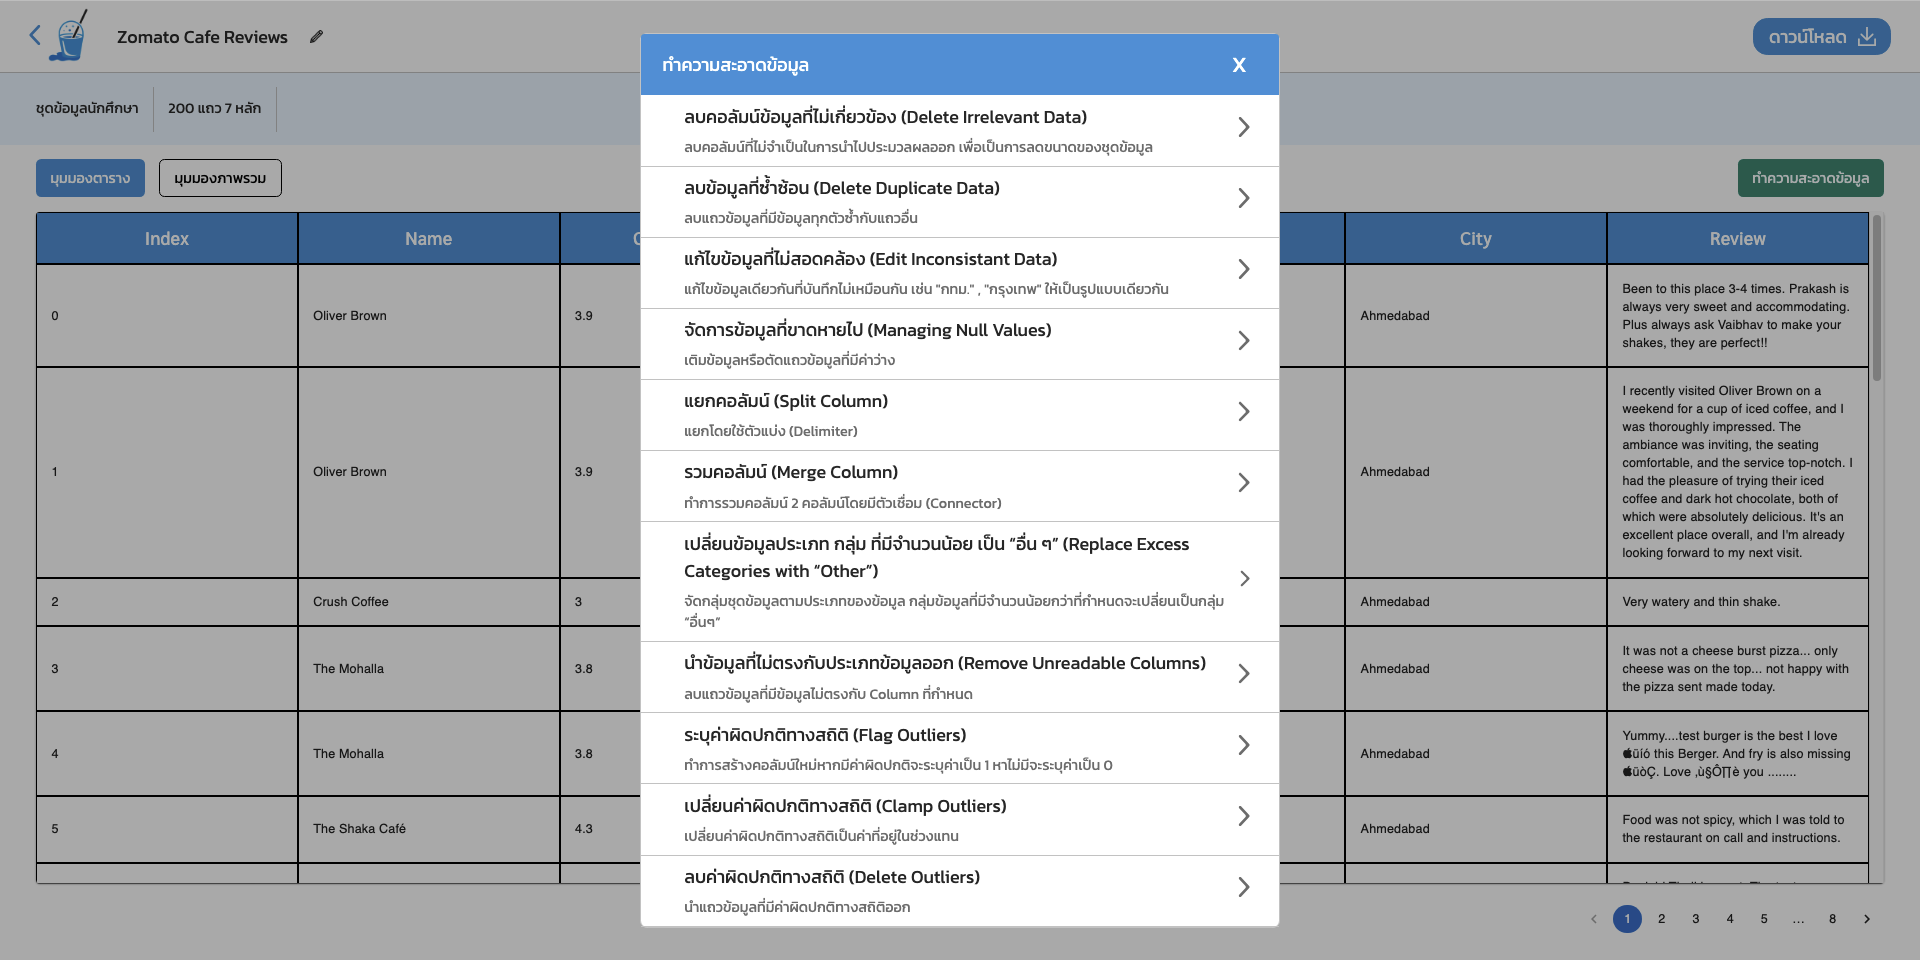 Zomato Cafe Reviews
ดาวน์โหลด
ชุดข้อมูลนักศึกษา
200 แถว 7 หลัก
มุมมองตาราง
มุมมองภาพรวม
ทำความสะอาดข้อมูล
Index
Name
City
Review
0
Oliver Brown
3.9
Ahmedabad
Been to this place 3-4 times. Prakash is
always very sweet and accommodating.
Plus always ask Vaibhav to make your
shakes, they are perfect!!
1
Oliver Brown
3.9
Ahmedabad
I recently visited Oliver Brown on a
weekend for a cup of iced coffee, and I
was thoroughly impressed. The
ambiance was inviting, the seating
comfortable, and the service top-notch. I
had the pleasure of trying their iced
coffee and dark hot chocolate, both of
which were absolutely delicious. It's an
excellent place overall, and I'm already
looking forward to my next visit.
2
Crush Coffee
3
Ahmedabad
Very watery and thin shake.
3
The Mohalla
3.8
Ahmedabad
It was not a cheese burst pizza... only
cheese was on the top... not happy with
the pizza sent made today.
4
The Mohalla
3.8
Ahmedabad
Yummy....test burger is the best I love
üíó this Berger. And fry is also missing
üòÇ. Love ‚ù§Ô∏è you ........
5
The Shaka Café
4.3
Ahmedabad
Food was not spicy, which I was told to
the restaurant on call and instructions.
1 2 3 4 5 ... 8
ทำความสะอาดข้อมูล
X
ลบคอลัมน์ข้อมูลที่ไม่เกี่ยวข้อง (Delete Irrelevant Data)
ลบคอลัมน์ที่ไม่จำเป็นในการนำไปประมวลผลออก เพื่อเป็นการลดขนาดของชุดข้อมูล
ลบข้อมูลที่ซ้ำซ้อน (Delete Duplicate Data)
ลบแถวข้อมูลที่มีข้อมูลทุกตัวซ้ำกับแถวอื่น
แก้ไขข้อมูลที่ไม่สอดคล้อง (Edit Inconsistant Data)
แก้ไขข้อมูลเดียวกันที่บันทึกไม่เหมือนกัน เช่น "กทม." , "กรุงเทพ" ให้เป็นรูปแบบเดียวกัน
จัดการข้อมูลที่ขาดหายไป (Managing Null Values)
เติมข้อมูลหรือตัดแถวข้อมูลที่มีค่าว่าง
แยกคอลัมน์ (Split Column)
แยกโดยใช้ตัวแบ่ง (Delimiter)
รวมคอลัมน์ (Merge Column)
ทำการรวมคอลัมน์ 2 คอลัมน์โดยมีตัวเชื่อม (Connector)
เปลี่ยนข้อมูลประเภท กลุ่ม ที่มีจำนวนน้อย เป็น “อื่น ๆ” (Replace Excess
Categories with “Other”)
จัดกลุ่มชุดข้อมูลตามประเภทของข้อมูล กลุ่มข้อมูลที่มีจำนวนน้อยกว่าที่กำหนดจะเปลี่ยนเป็นกลุ่ม
“อื่นๆ”
นำข้อมูลที่ไม่ตรงกับประเภทข้อมูลออก (Remove Unreadable Columns)
ลบแถวข้อมูลที่มีข้อมูลไม่ตรงกับ Column ที่กำหนด
ระบุค่าผิดปกติทางสถิติ (Flag Outliers)
ทำการสร้างคอลัมน์ใหม่หากมีค่าผิดปกติจะระบุค่าเป็น 1 หาไม่มีจะระบุค่าเป็น 0
เปลี่ยนค่าผิดปกติทางสถิติ (Clamp Outliers)
เปลี่ยนค่าผิดปกติทางสถิติเป็นค่าที่อยู่ในช่วงแทน
ลบค่าผิดปกติทางสถิติ (Delete Outliers)
นำแถวข้อมูลที่มีค่าผิดปกติทางสถิติออก